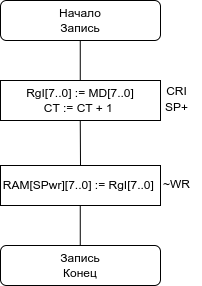 Начало
Запись
RgI[7..0] := MD[7..0]
CT := CT + 1
CRI
SP+
RAM[SPwr][7..0] := RgI[7..0]
~WR
Запись
Конец